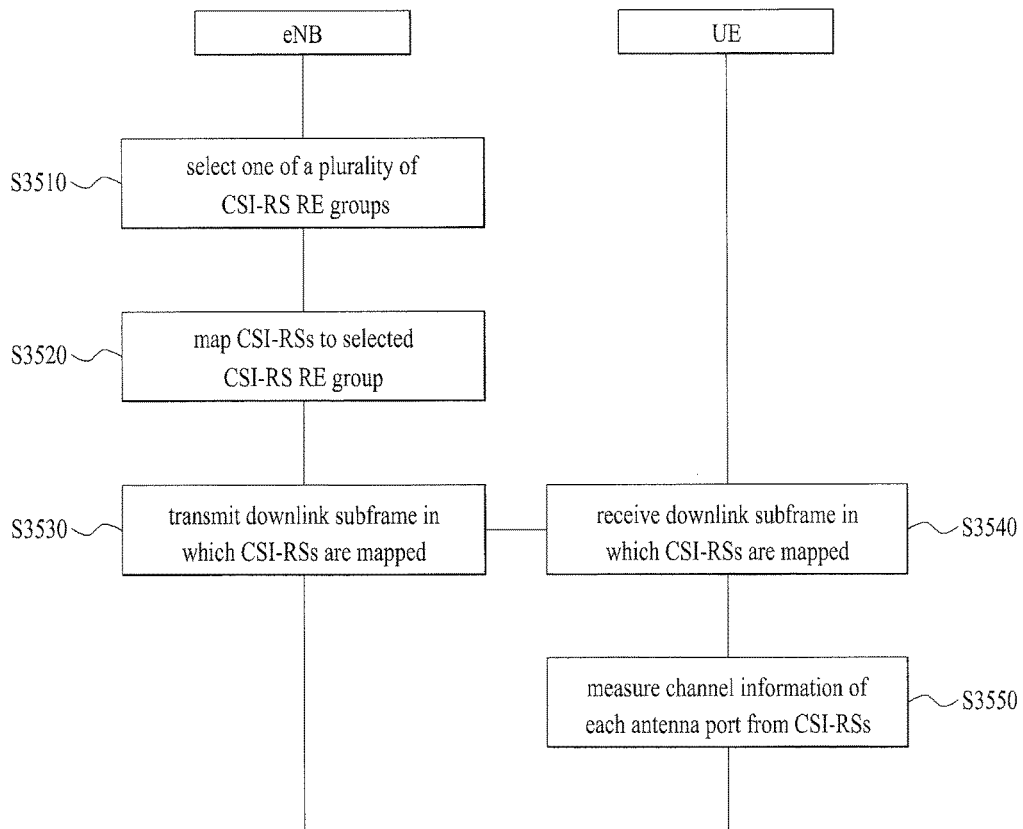 eNB
UE
S3510
select one of a plurality of
CSI-RS RE groups
S3520
map CSI-RSs to selected
CSI-RS RE group
S3530
transmit downlink subframe in
which CSI-RSs are mapped
receive downlink subframe in
which CSI-RSs are mapped
S3540
measure channel information of
each antenna port from CSI-RSs
S3550